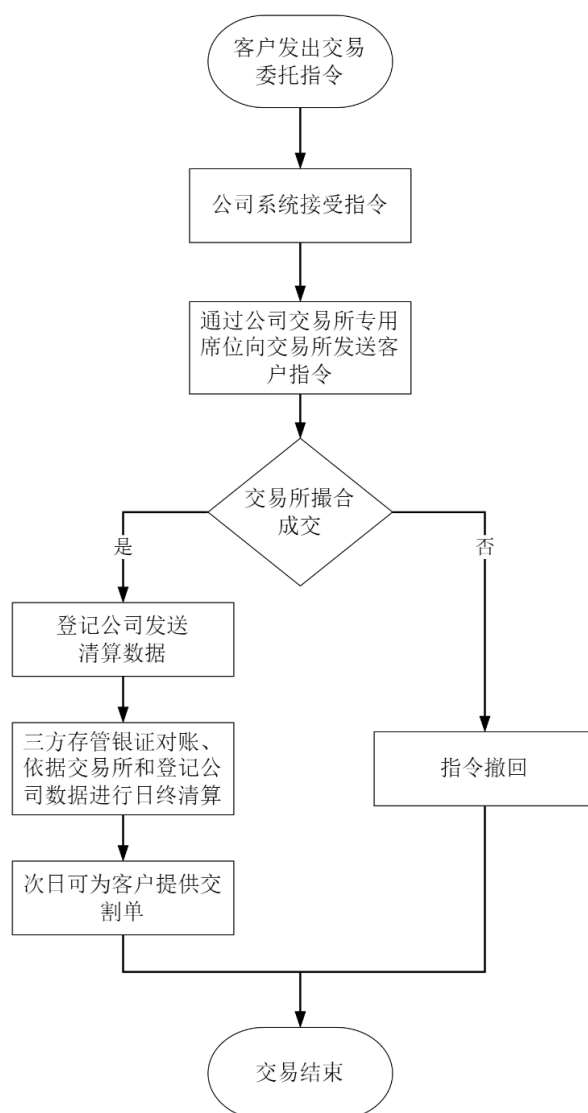 客户发出交易
委托指令
公司系统接受指令
通过公司交易所专用
席位向交易所发送客
户指令
交易所撮合
成交
是
否
登记公司发送
清算数据
三方存管银证对账、
依据交易所和登记公
司数据进行日终清算
指令撤回
次日可为客户提供交
割单
交易结束